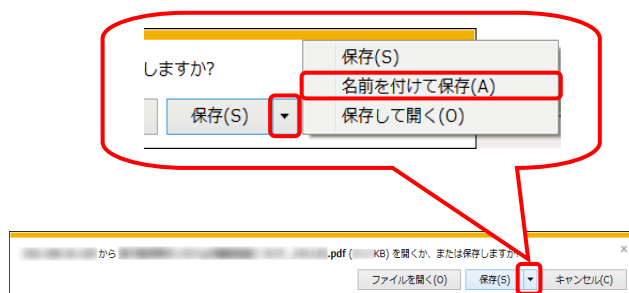 しますか?
保存(S)
保存(S)
名前を付けて保存(A)
保存して開く(O)
から .pdf ( KB) を開くか、または保存しますか
×
ファイルを開く(O) 保存(S) ▼ キャンセル(C)